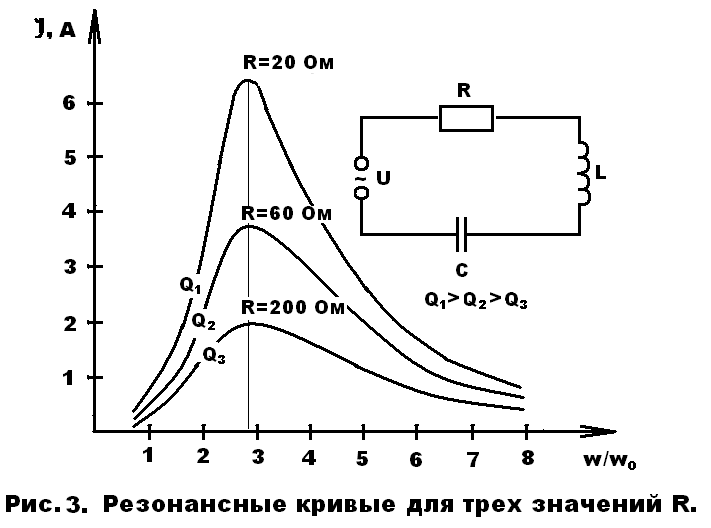 J, А
R=20 Ом
6
R
5
U
L
4
R=60 Ом
3
C
Q₁
Q₁>Q₂>Q₃
R=200 Ом
2
Q₂
Q₃
1
1 2 3 4 5 6 7 8 w/w₀
Рис.3. Резонансные кривые для трех значений R.